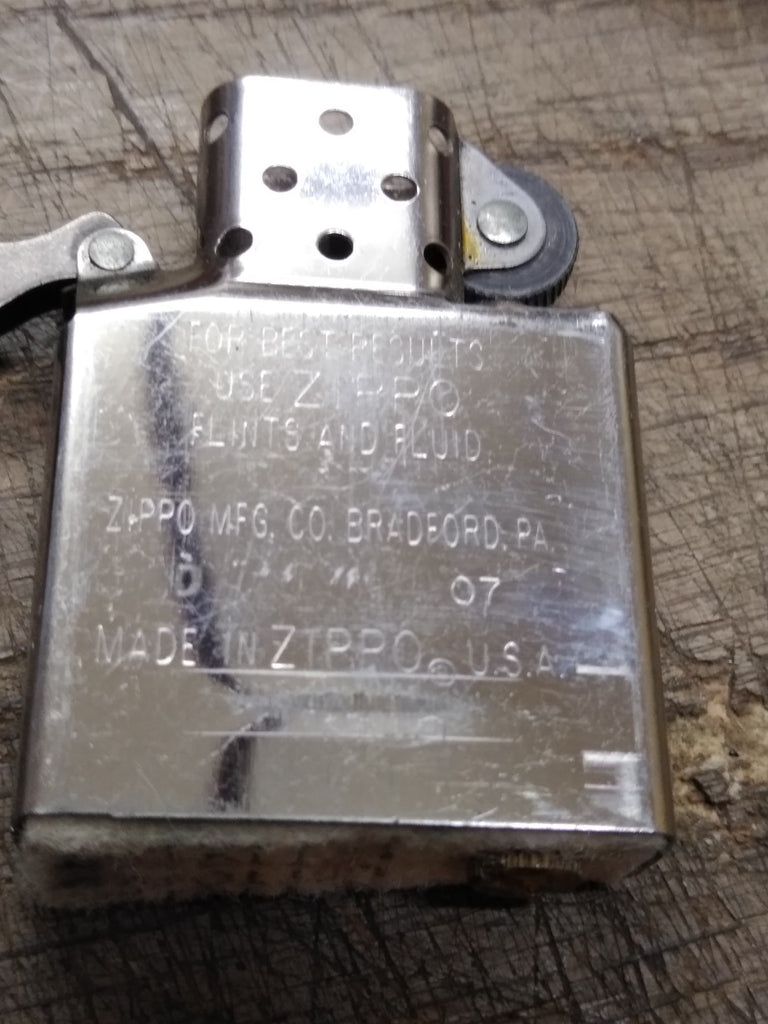 FOR BEST RESULTS
USE ZIPPO
FLINTS AND FLUID
ZIPPO MFG. CO. BRADFORD, PA.
D 07
MADE IN ZIPPO® U.S.A.